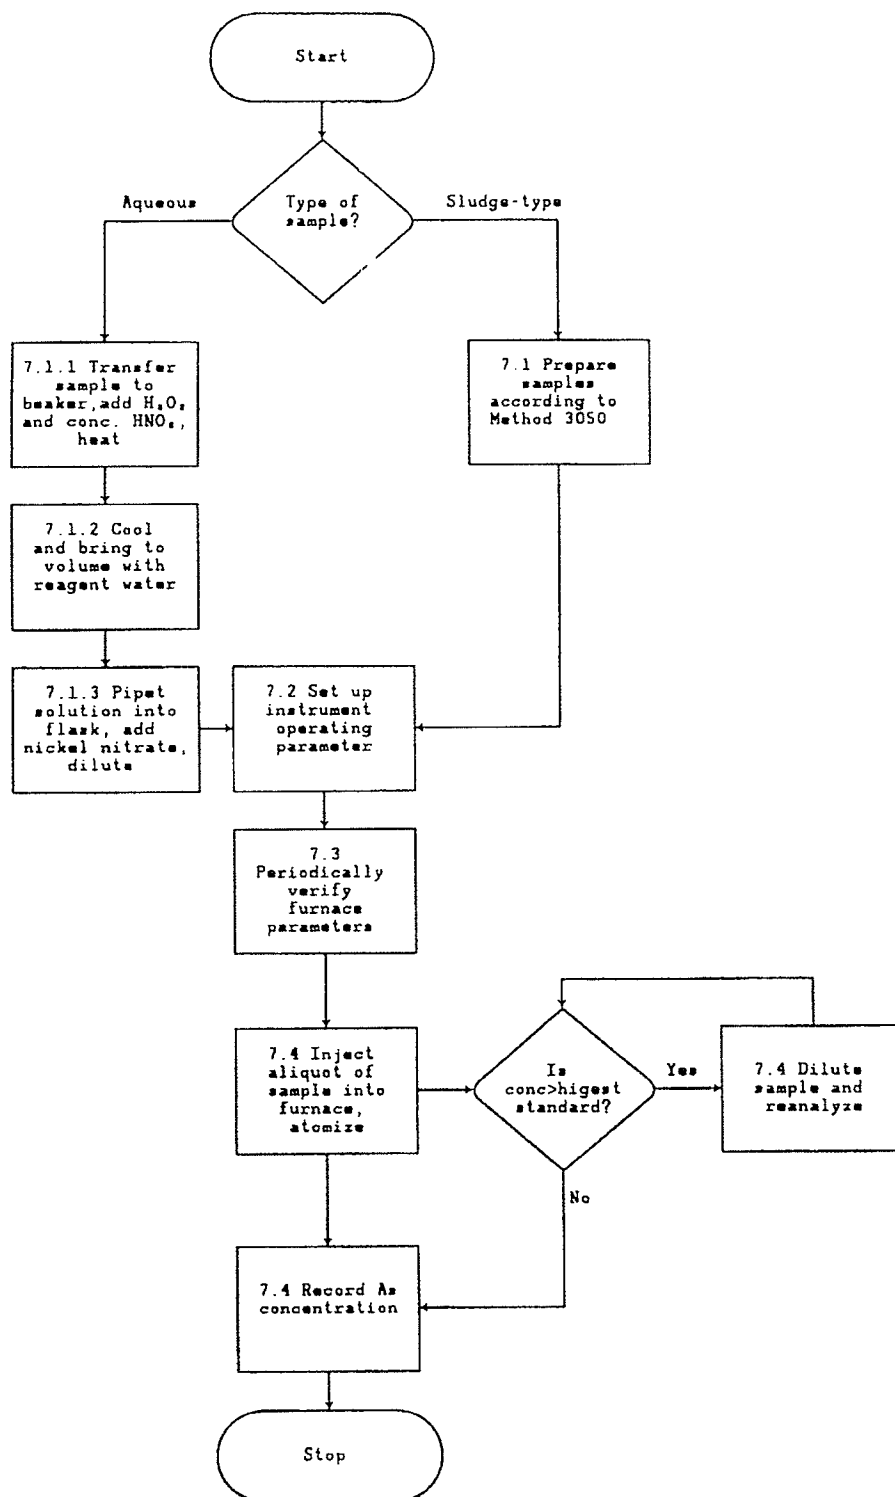 Start
Type of
sample?
Aqueous
Sludge-type
7.1.1 Transfer
sample to
beaker,add H₂O₂
and conc. HNO₃,
heat
7.1 Prepare
samples
according to
Method 3050
7.1.2 Cool
and bring to
volume with
reagent water
7.1.3 Pipet
solution into
flask, add
nickel nitrate,
dilute
7.2 Set up
instrument
operating
parameter
7.3
Periodically
verify
furnace
parameters
7.4 Inject
aliquot of
sample into
furnace,
atomize
Is
conc>higest
standard?
Yes
7.4 Dilute
sample and
reanalyze
No
7.4 Record As
concentration
Stop